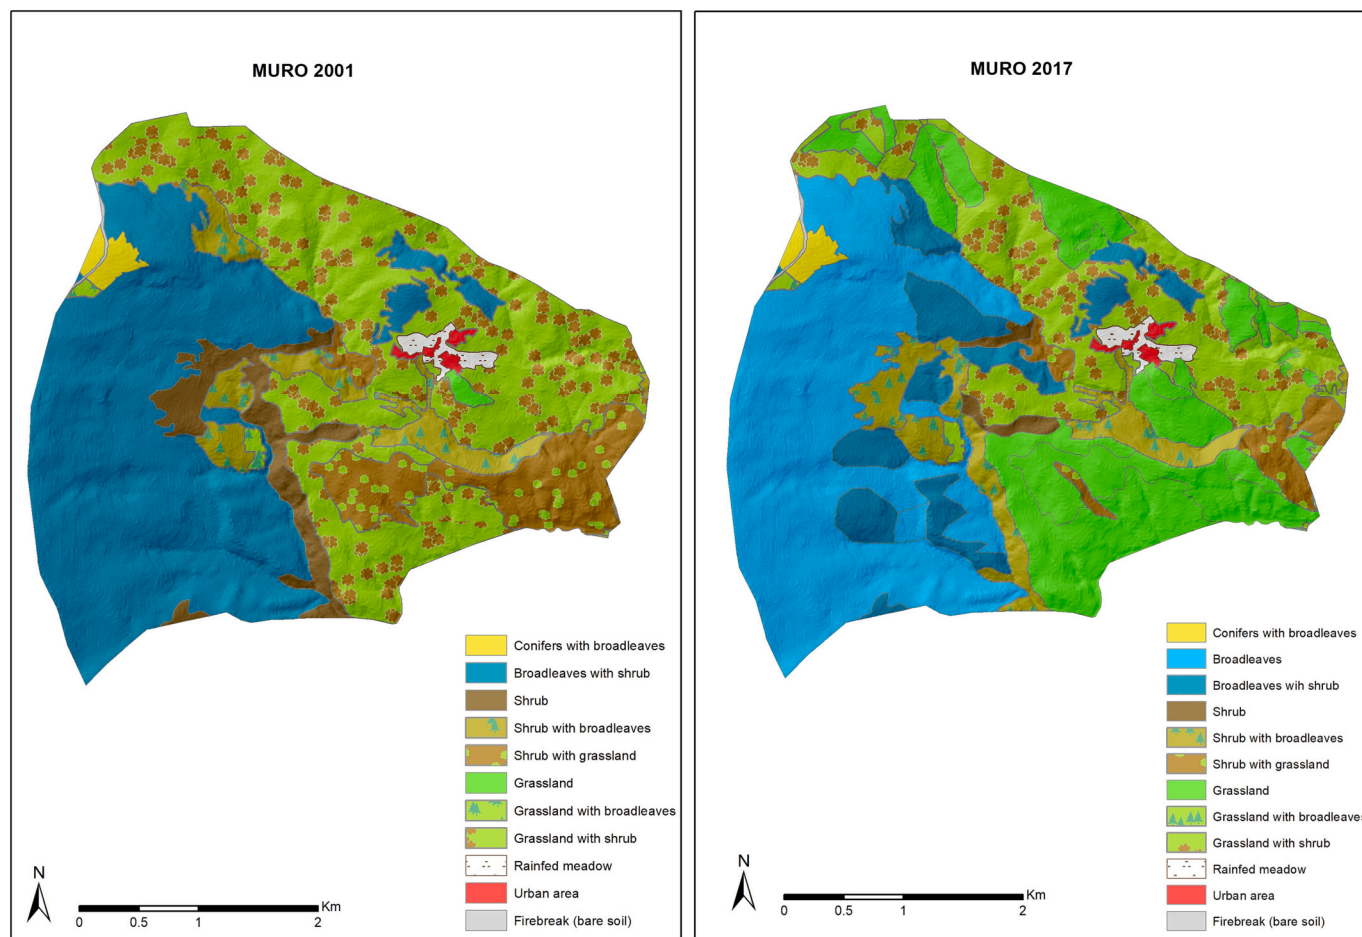 MURO 2001
Conifers with broadleaves
Broadleaves with shrub
Shrub
Shrub with broadleaves
Shrub with grassland
Grassland
Grassland with broadleaves
Grassland with shrub
Rainfed meadow
Urban area
Firebreak (bare soil)
N
Km
0 0.5 1 2
MURO 2017
Conifers with broadleaves
Broadleaves
Broadleaves wih shrub
Shrub
Shrub with broadleaves
Shrub with grassland
Grassland
Grassland with broadleaves
Grassland with shrub
Rainfed meadow
Urban area
Firebreak (bare soil)
N
Km
0 0.5 1 2